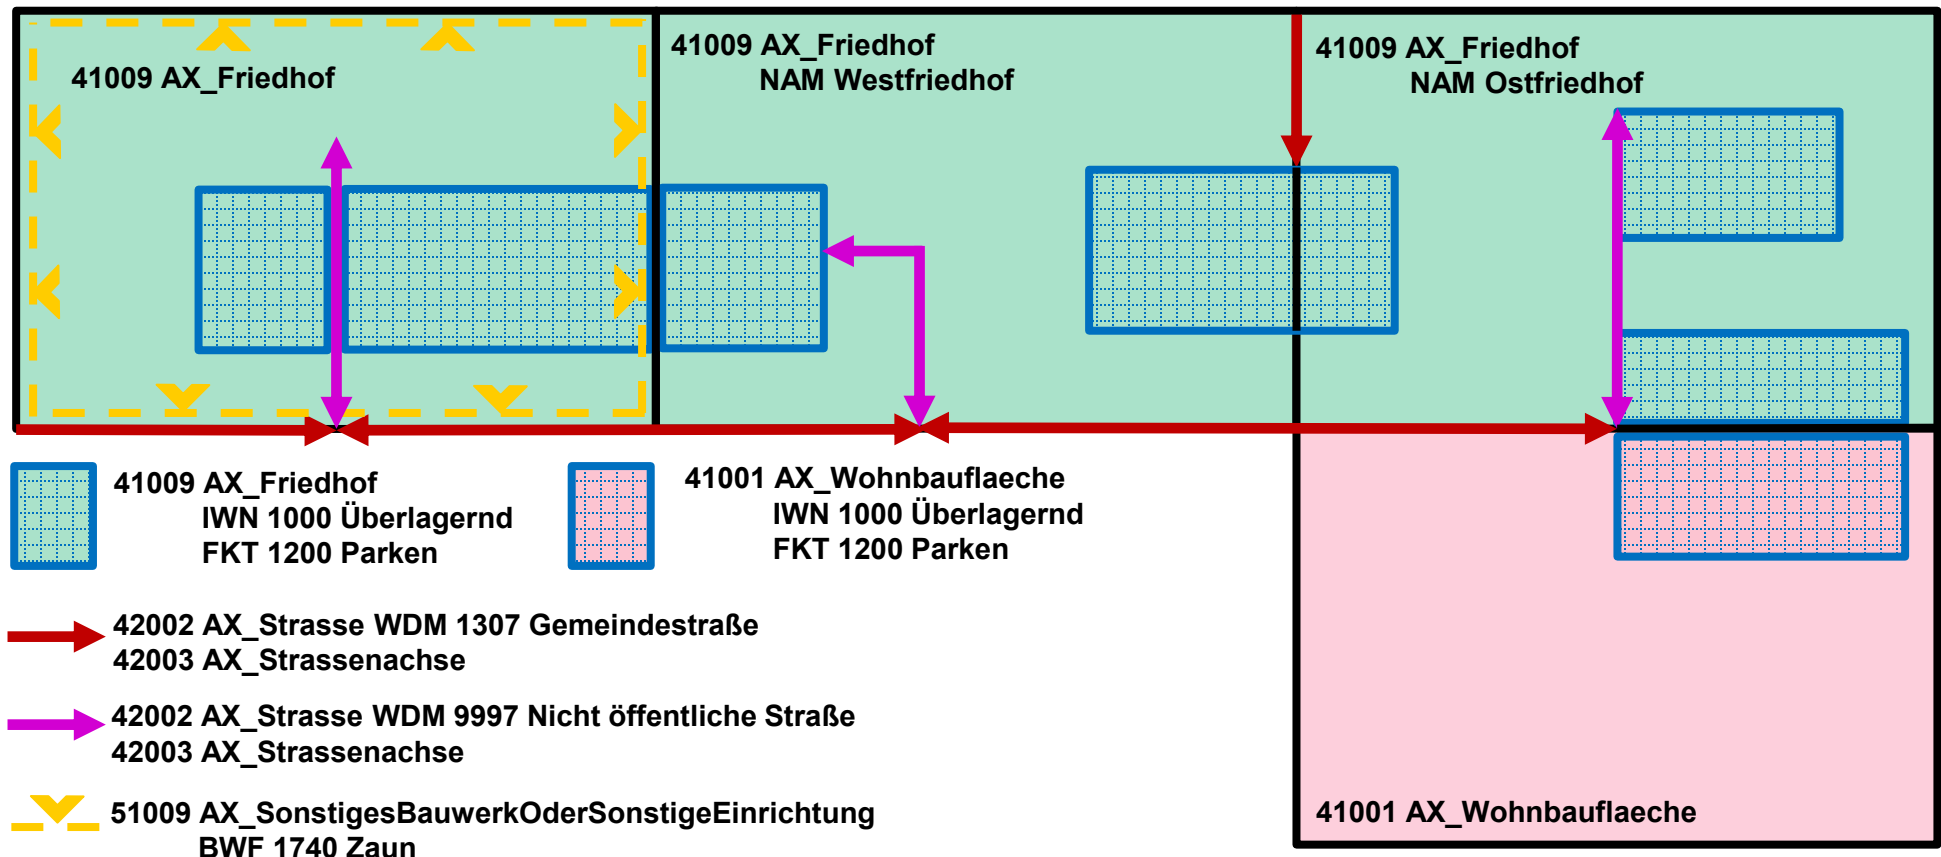 41009 AX_Friedhof
41009 AX_Friedhof
NAM Westfriedhof
41009 AX_Friedhof
NAM Ostfriedhof
41009 AX_Friedhof
IWN 1000 Überlagernd
FKT 1200 Parken
41001 AX_Wohnbauflaeche
IWN 1000 Überlagernd
FKT 1200 Parken
42002 AX_Strasse WDM 1307 Gemeindestraße
42003 AX_Strassenachse
42002 AX_Strasse WDM 9997 Nicht öffentliche Straße
42003 AX_Strassenachse
51009 AX_SonstigesBauwerkOderSonstigeEinrichtung
BWF 1740 Zaun
41001 AX_Wohnbauflaeche